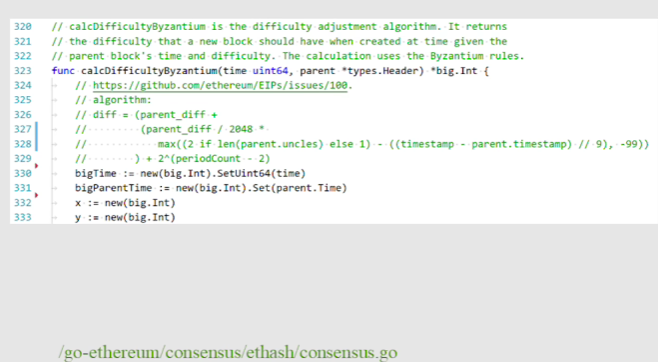 320 // calcDifficultyByzantium is the difficulty adjustment algorithm. It returns
321 // the difficulty that a new block should have when created at time given the
322 // parent block's time and difficulty. The calculation uses the Byzantium rules.
323 func calcDifficultyByzantium(time uint64, parent *types.Header) *big.Int {
324 // https://github.com/ethereum/EIPs/issues/100.
325 // algorithm:
326 // diff = (parent_diff +
327 // (parent_diff / 2048 *
328 // max((2 if len(parent.uncles) else 1) - ((timestamp - parent.timestamp) // 9), -99))
329 // ) + 2^(periodCount - 2)
330 bigTime := new(big.Int).SetUint64(time)
331 bigParentTime := new(big.Int).Set(parent.Time)
332 x := new(big.Int)
333 y := new(big.Int)
/go-ethereum/consensus/ethash/consensus.go